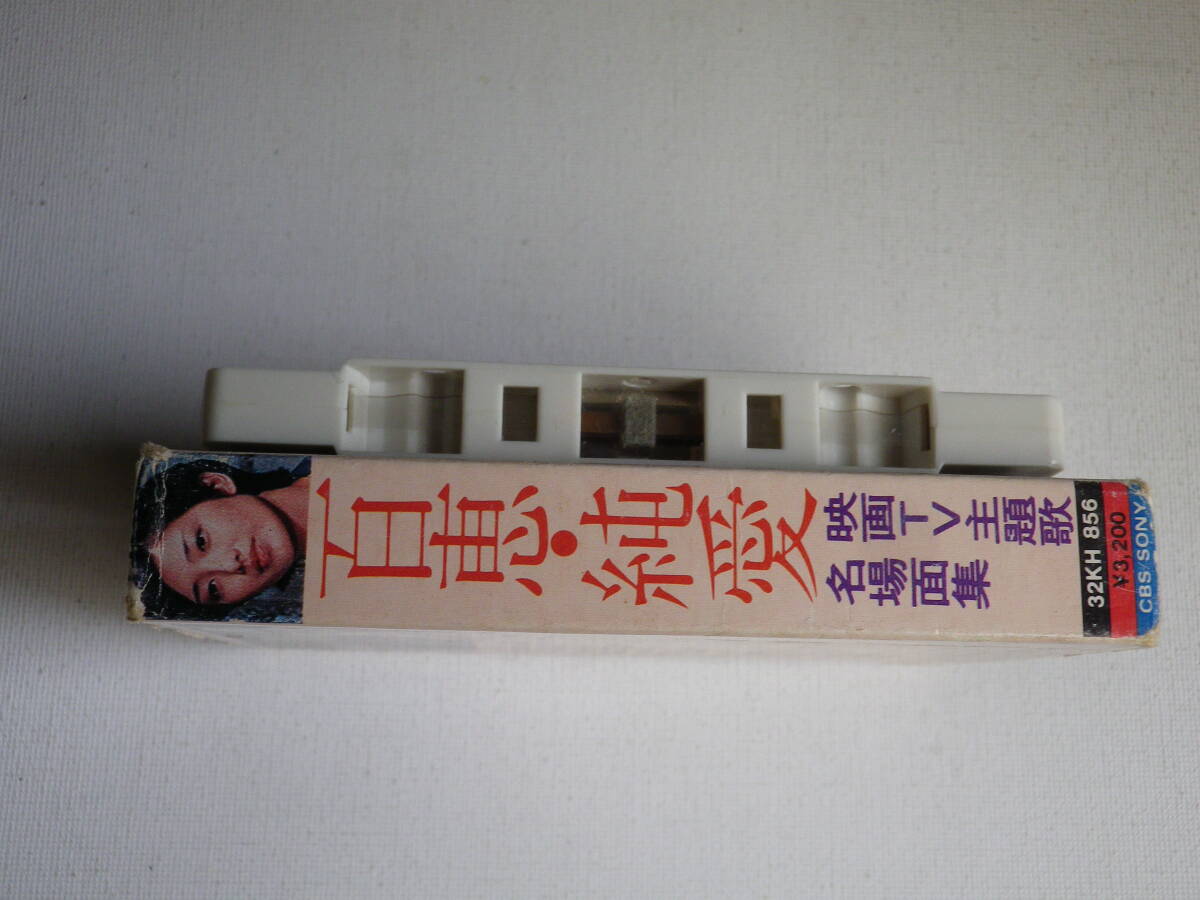 百恵・純愛
映画TV主題歌
名場面集
32KH 856
¥3,200
CBS/SONY